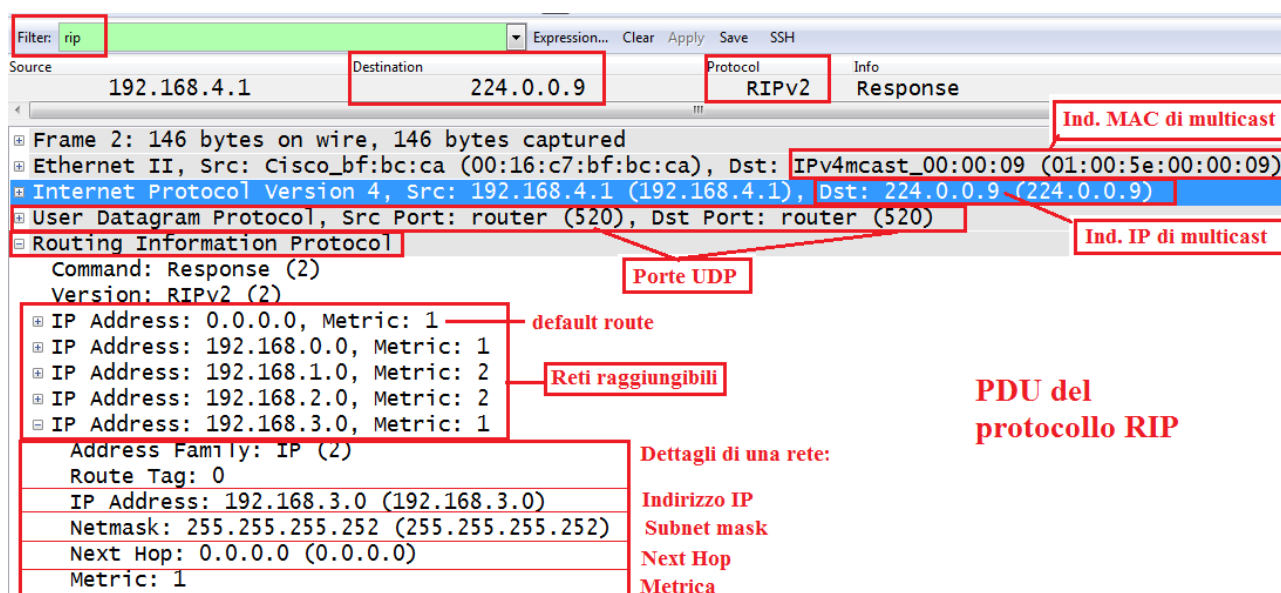 Filter: rip Expression... Clear Apply Save SSH
Source Destination Protocol Info
192.168.4.1 224.0.0.9 RIPv2 Response
Ind. MAC di multicast
Frame 2: 146 bytes on wire, 146 bytes captured
Ethernet II, Src: Cisco_bf:bc:ca (00:16:c7:bf:bc:ca), Dst: IPv4mcast_00:00:09 (01:00:5e:00:00:09)
Internet Protocol Version 4, Src: 192.168.4.1 (192.168.4.1), Dst: 224.0.0.9 (224.0.0.9)
User Datagram Protocol, Src Port: router (520), Dst Port: router (520)
Ind. IP di multicast
Routing Information Protocol
Command: Response (2)
Porte UDP
Version: RIPv2 (2)
IP Address: 0.0.0.0, Metric: 1
default route
IP Address: 192.168.0.0, Metric: 1
IP Address: 192.168.1.0, Metric: 2
Reti raggiungibili
IP Address: 192.168.2.0, Metric: 2
IP Address: 192.168.3.0, Metric: 1
PDU del
protocollo RIP
Address Family: IP (2)
Dettagli di una rete:
Route Tag: 0
IP Address: 192.168.3.0 (192.168.3.0)
Indirizzo IP
Netmask: 255.255.255.252 (255.255.255.252)
Subnet mask
Next Hop: 0.0.0.0 (0.0.0.0)
Next Hop
Metric: 1
Metrica